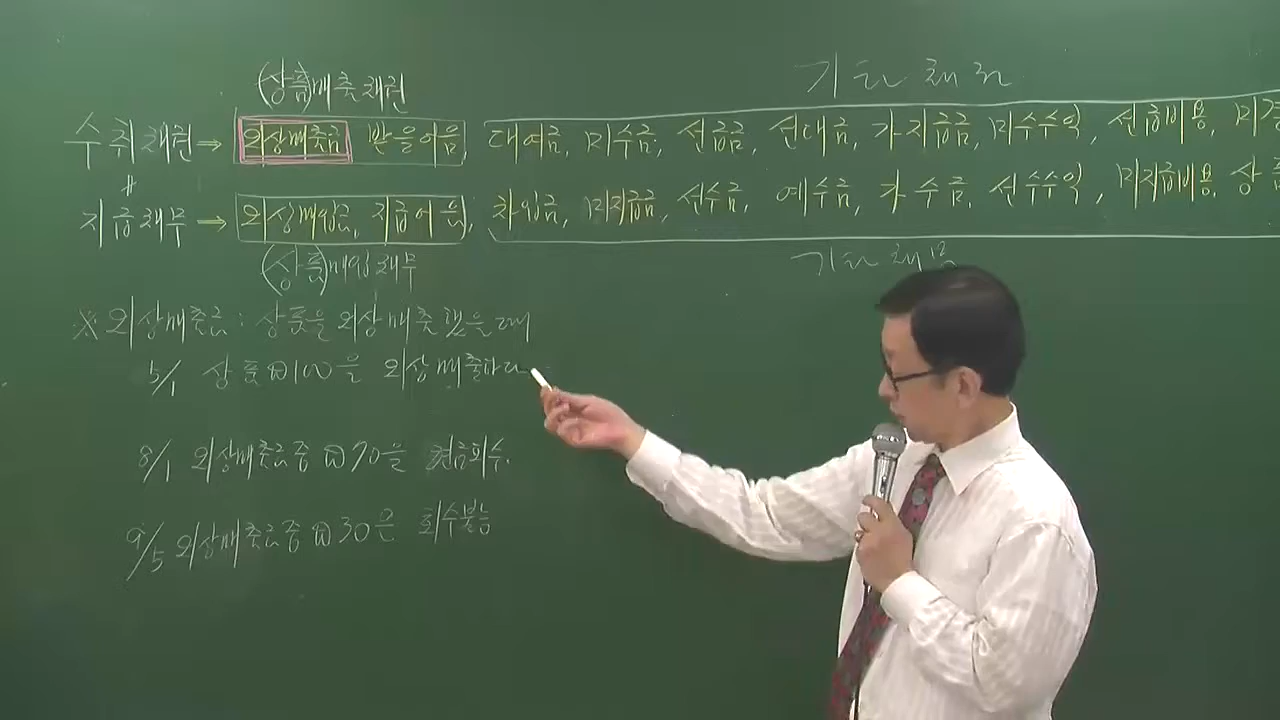 (상품)매출채권
기타채권
수취채권 ⇒ 외상매출금 받을어음, 대여금, 미수금, 선급금, 선대금, 가지급금, 미수수익, 선급비용,
지급채무 ⇒ 외상매입금, 지급어음, 차입금, 미지급금, 선수금, 예수금, 가수금, 선수수익, 미지급비용,
(상품)매입채무
기타채무
※ 외상매출금 : 상품을 외상매출했을때
5/1 상품₩100을 외상매출하다
8/1 외상매출금중 ₩70을 현금회수.
9/5 외상매출금중 ₩30은 회수불능